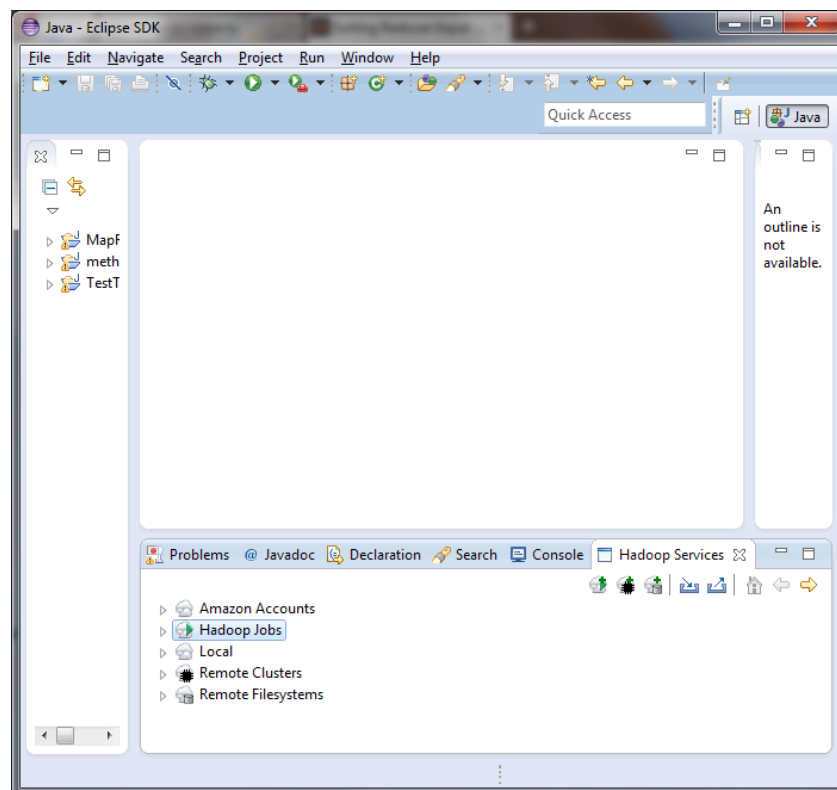 Java - Eclipse SDK
File Edit Navigate Search Project Run Window Help
Quick Access
Java
MapF
meth
TestT
An
outline is
not
available.
Problems @ Javadoc Declaration Search Console Hadoop Services
Amazon Accounts
Hadoop Jobs
Local
Remote Clusters
Remote Filesystems